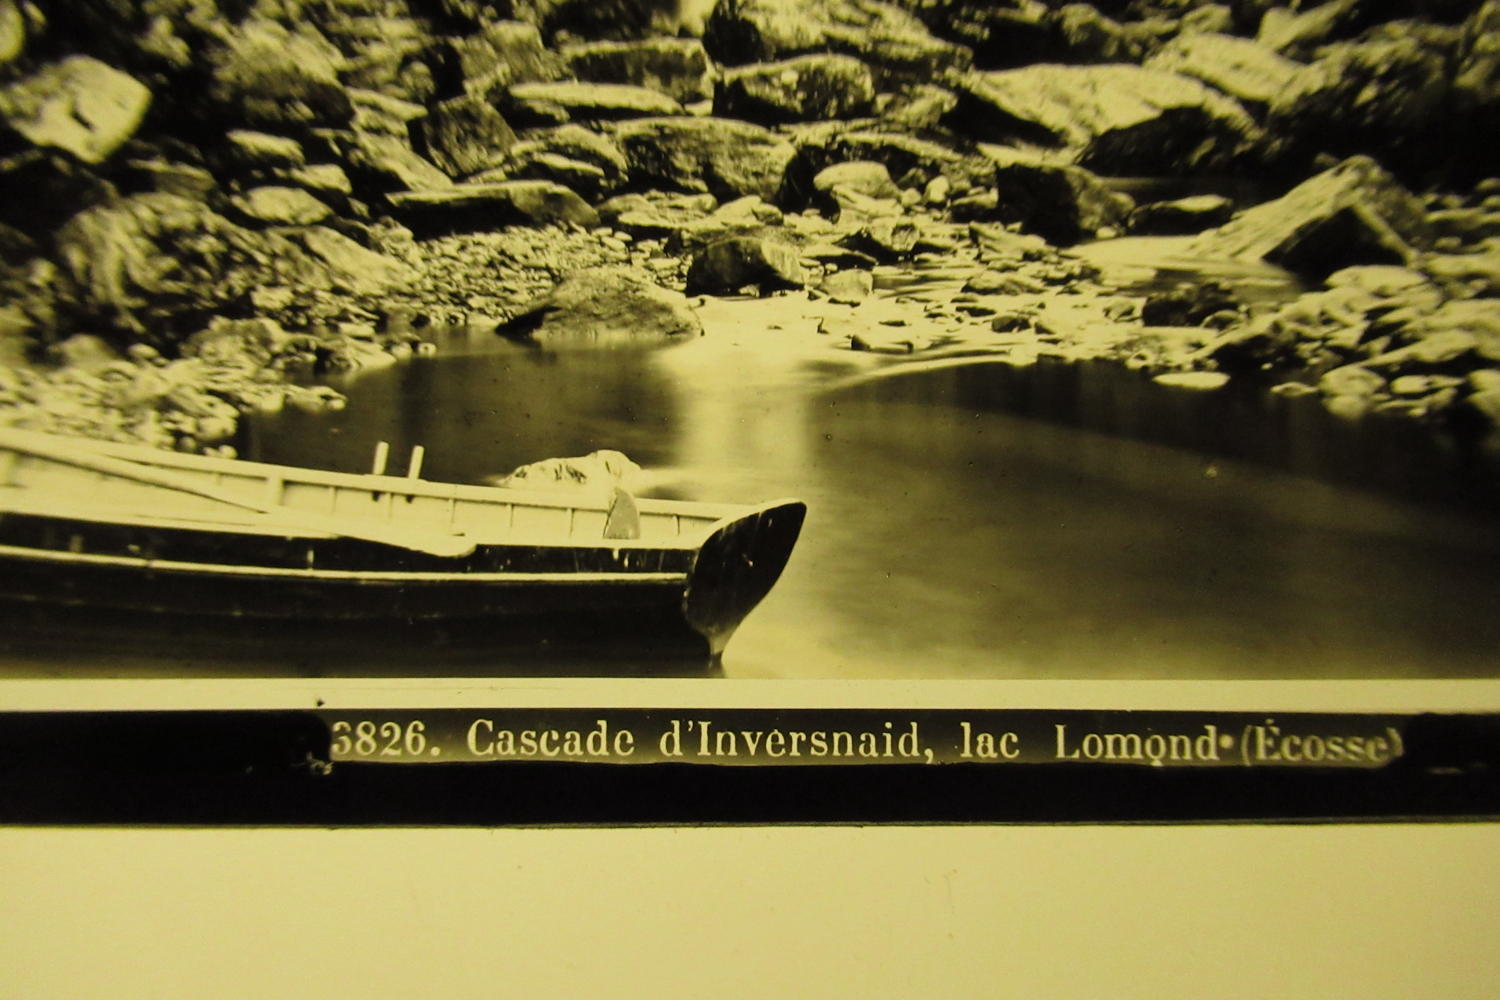 3826. Cascade d'Inversnaid, lac Lomond (Écosse)